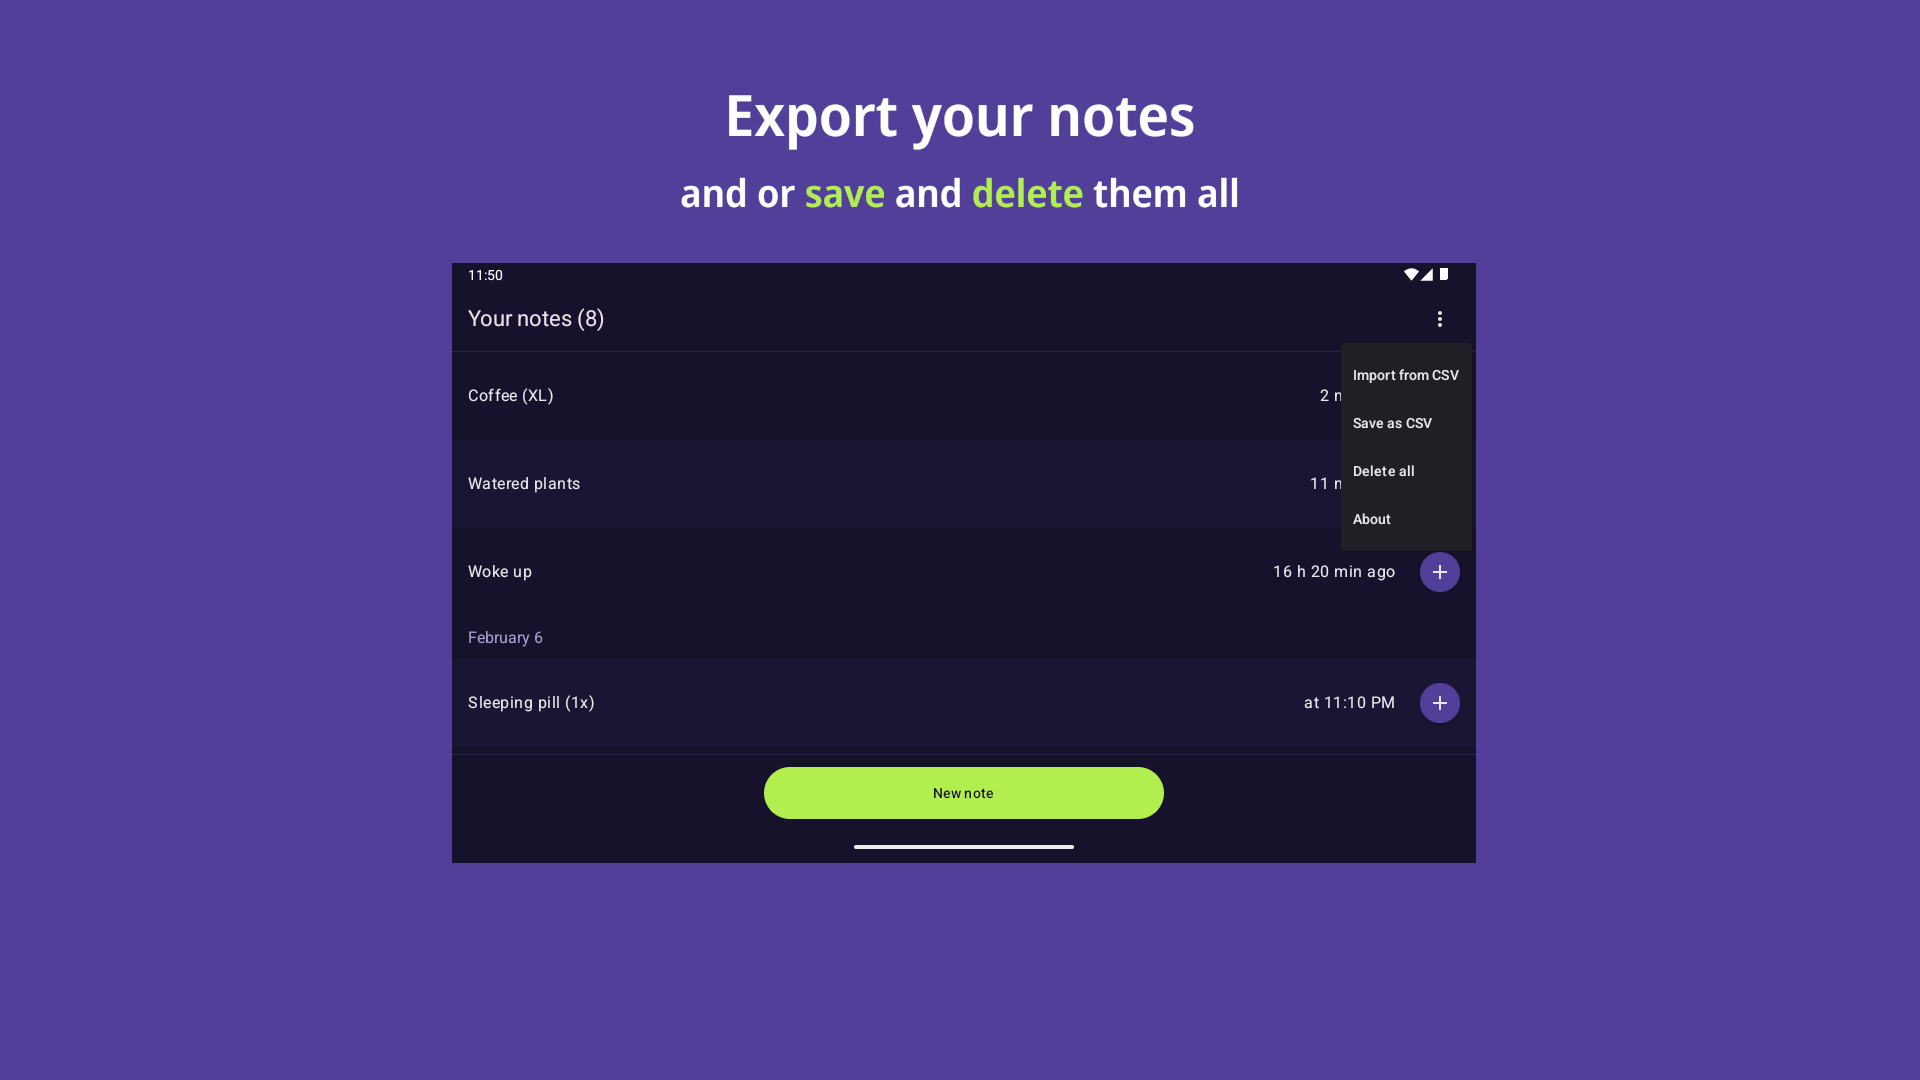 Export your notes
and or save and delete them all
11:50
Your notes (8)
Import from CSV
Coffee (XL) 2
Save as CSV
Delete all
Watered plants 11
About
Woke up 16 h 20 min ago
February 6
Sleeping pill (1x) at 11:10 PM
New note